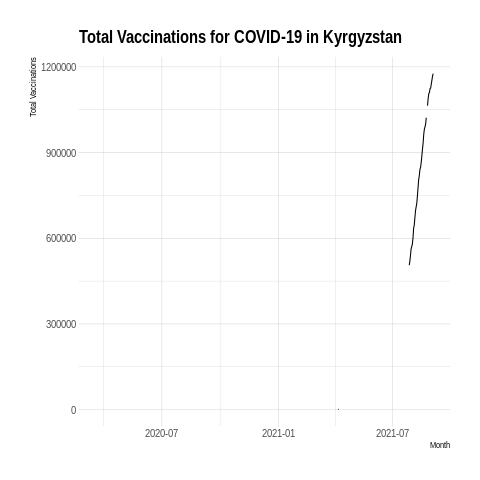 Total Vaccinations for COVID-19 in Kyrgyzstan
Total Vaccinations
1200000
900000
600000
300000
0
2020-07 2021-01 2021-07
Month